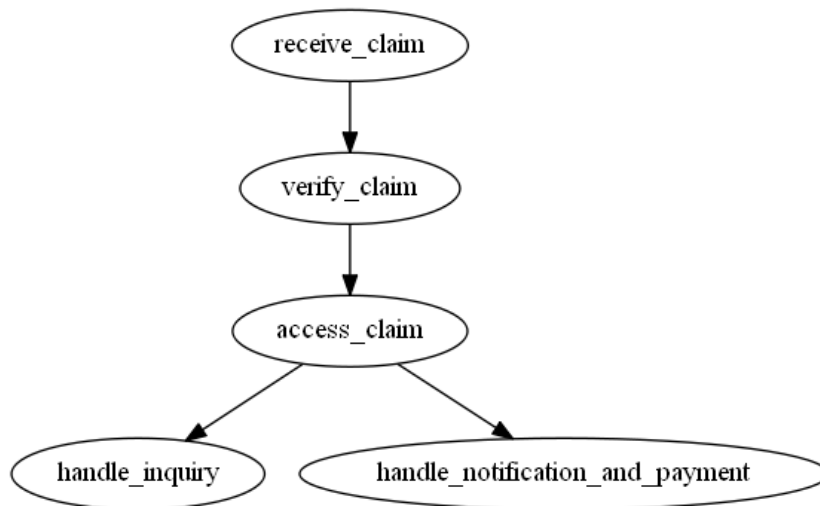 receive_claim
verify_claim
access_claim
handle_inquiry
handle_notification_and_payment